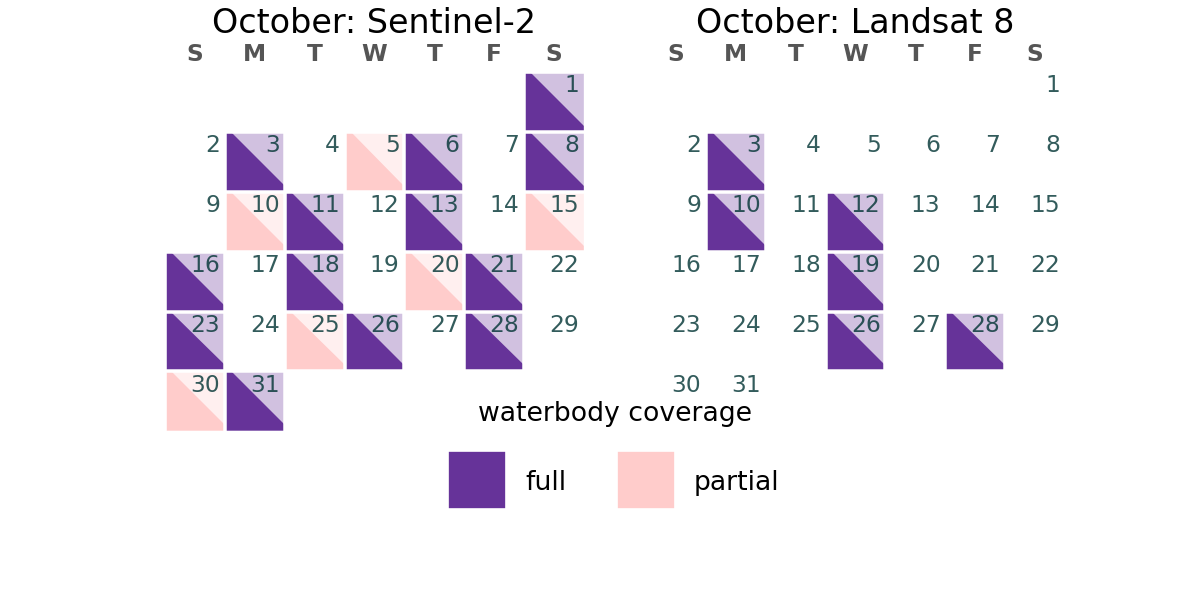 October: Sentinel-2
S M T W T F S
1
2 3 4 5 6 7 8
9 10 11 12 13 14 15
16 17 18 19 20 21 22
23 24 25 26 27 28 29
30 31
October: Landsat 8
S M T W T F S
1
2 3 4 5 6 7 8
9 10 11 12 13 14 15
16 17 18 19 20 21 22
23 24 25 26 27 28 29
30 31
waterbody coverage
full partial